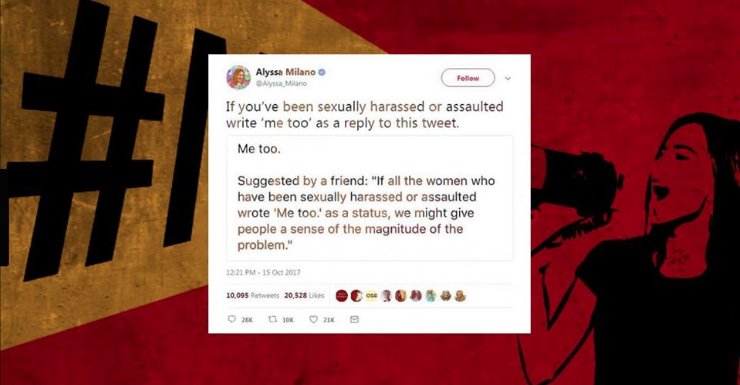 #M
Alyssa Milano
@Alyssa_Milano
Follow
If you've been sexually harassed or assaulted
write 'me too' as a reply to this tweet.
Me too.
Suggested by a friend: "If all the women who
have been sexually harassed or assaulted
wrote 'Me too.' as a status, we might give
people a sense of the magnitude of the
problem."
12:21 PM - 15 Oct 2017
10,095 Retweets 20,528 Likes
28K 10K 21K